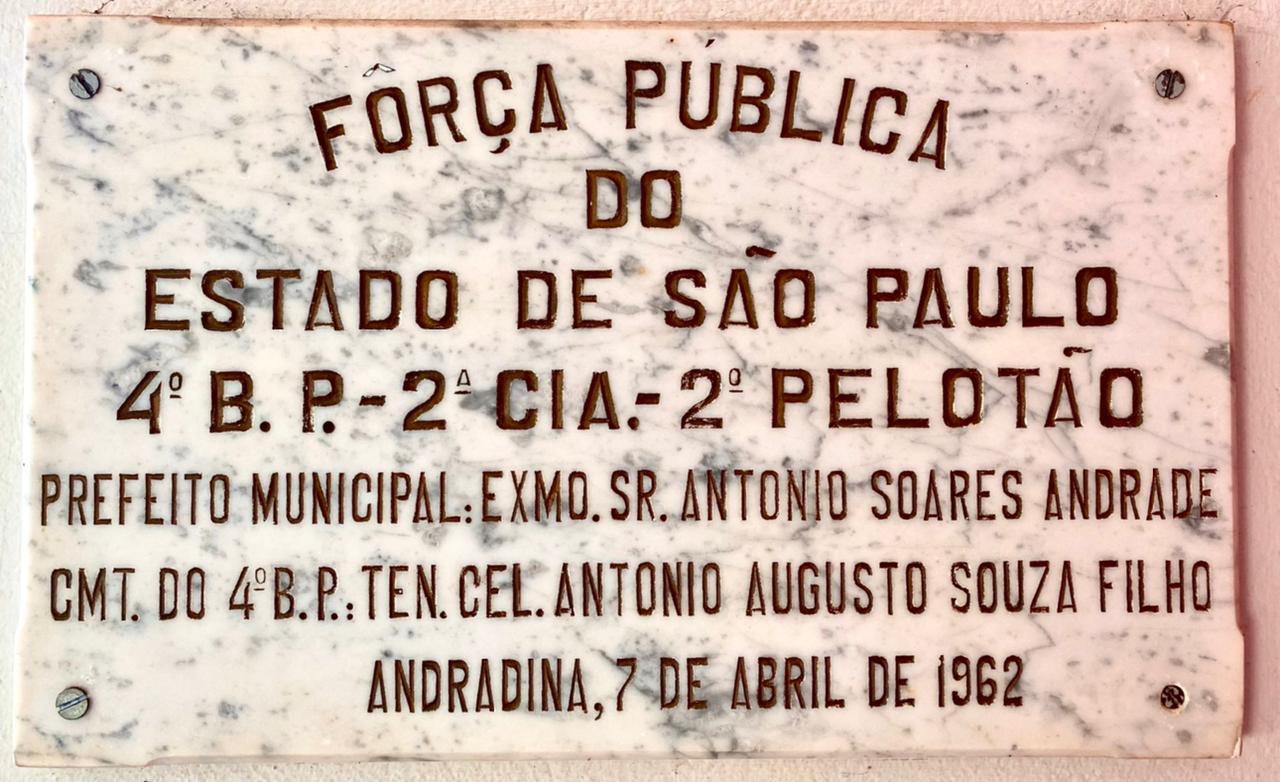 FÔRÇA PÚBLICA
DO
ESTADO DE SÃO PAULO
4º B. P.- 2ª CIA.- 2º PELOTÃO
PREFEITO MUNICIPAL: EXMO. SR. ANTONIO SOARES ANDRADE
CMT. DO 4º B.P.: TEN. CEL. ANTONIO AUGUSTO SOUZA FILHO
ANDRADINA, 7 DE ABRIL DE 1962